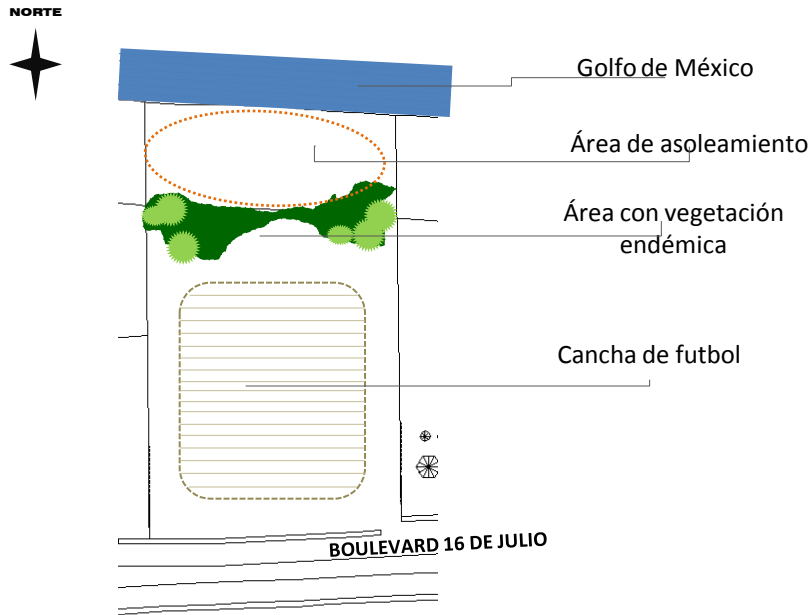 NORTE
Golfo de México
Área de asoleamiento
Área con vegetación
endémica
Cancha de futbol
BOULEVARD 16 DE JULIO